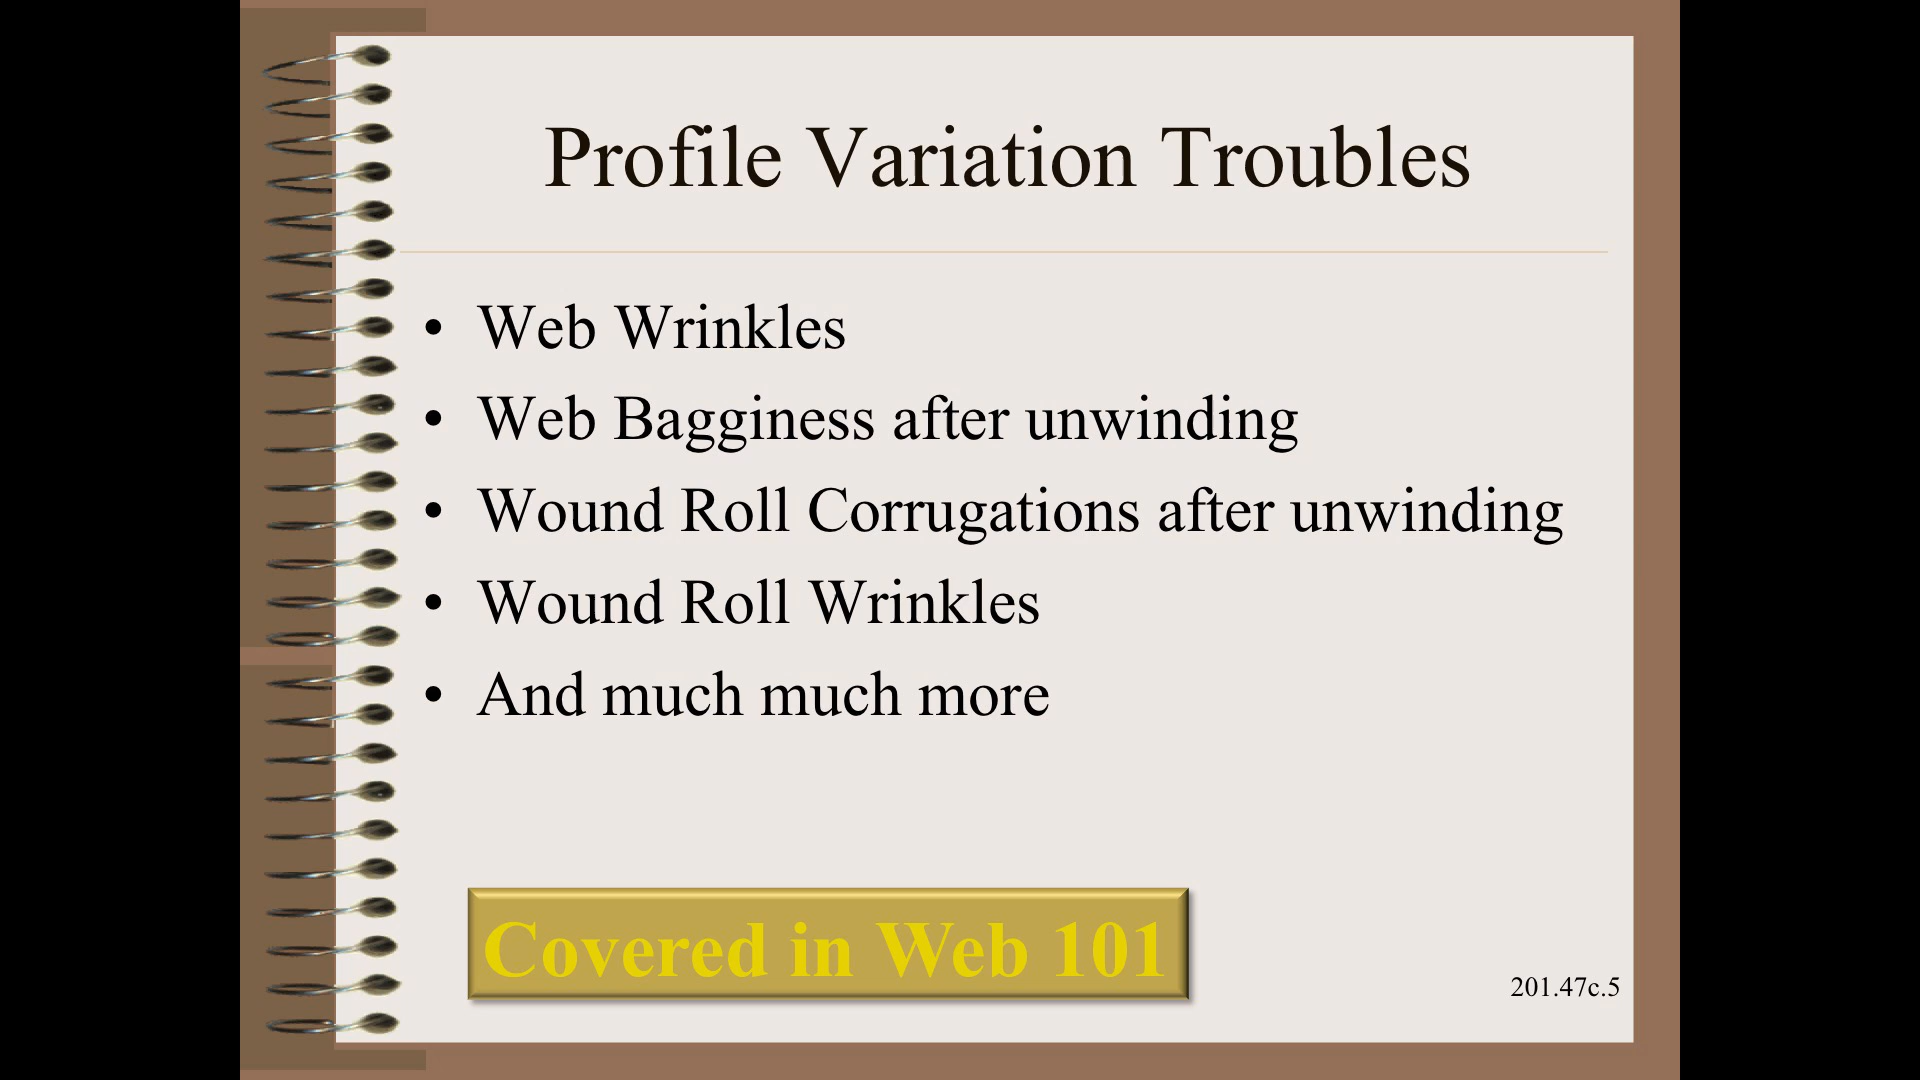 Profile Variation Troubles
• Web Wrinkles
• Web Bagginess after unwinding
• Wound Roll Corrugations after unwinding
• Wound Roll Wrinkles
• And much much more
Covered in Web 101
201.47c.5